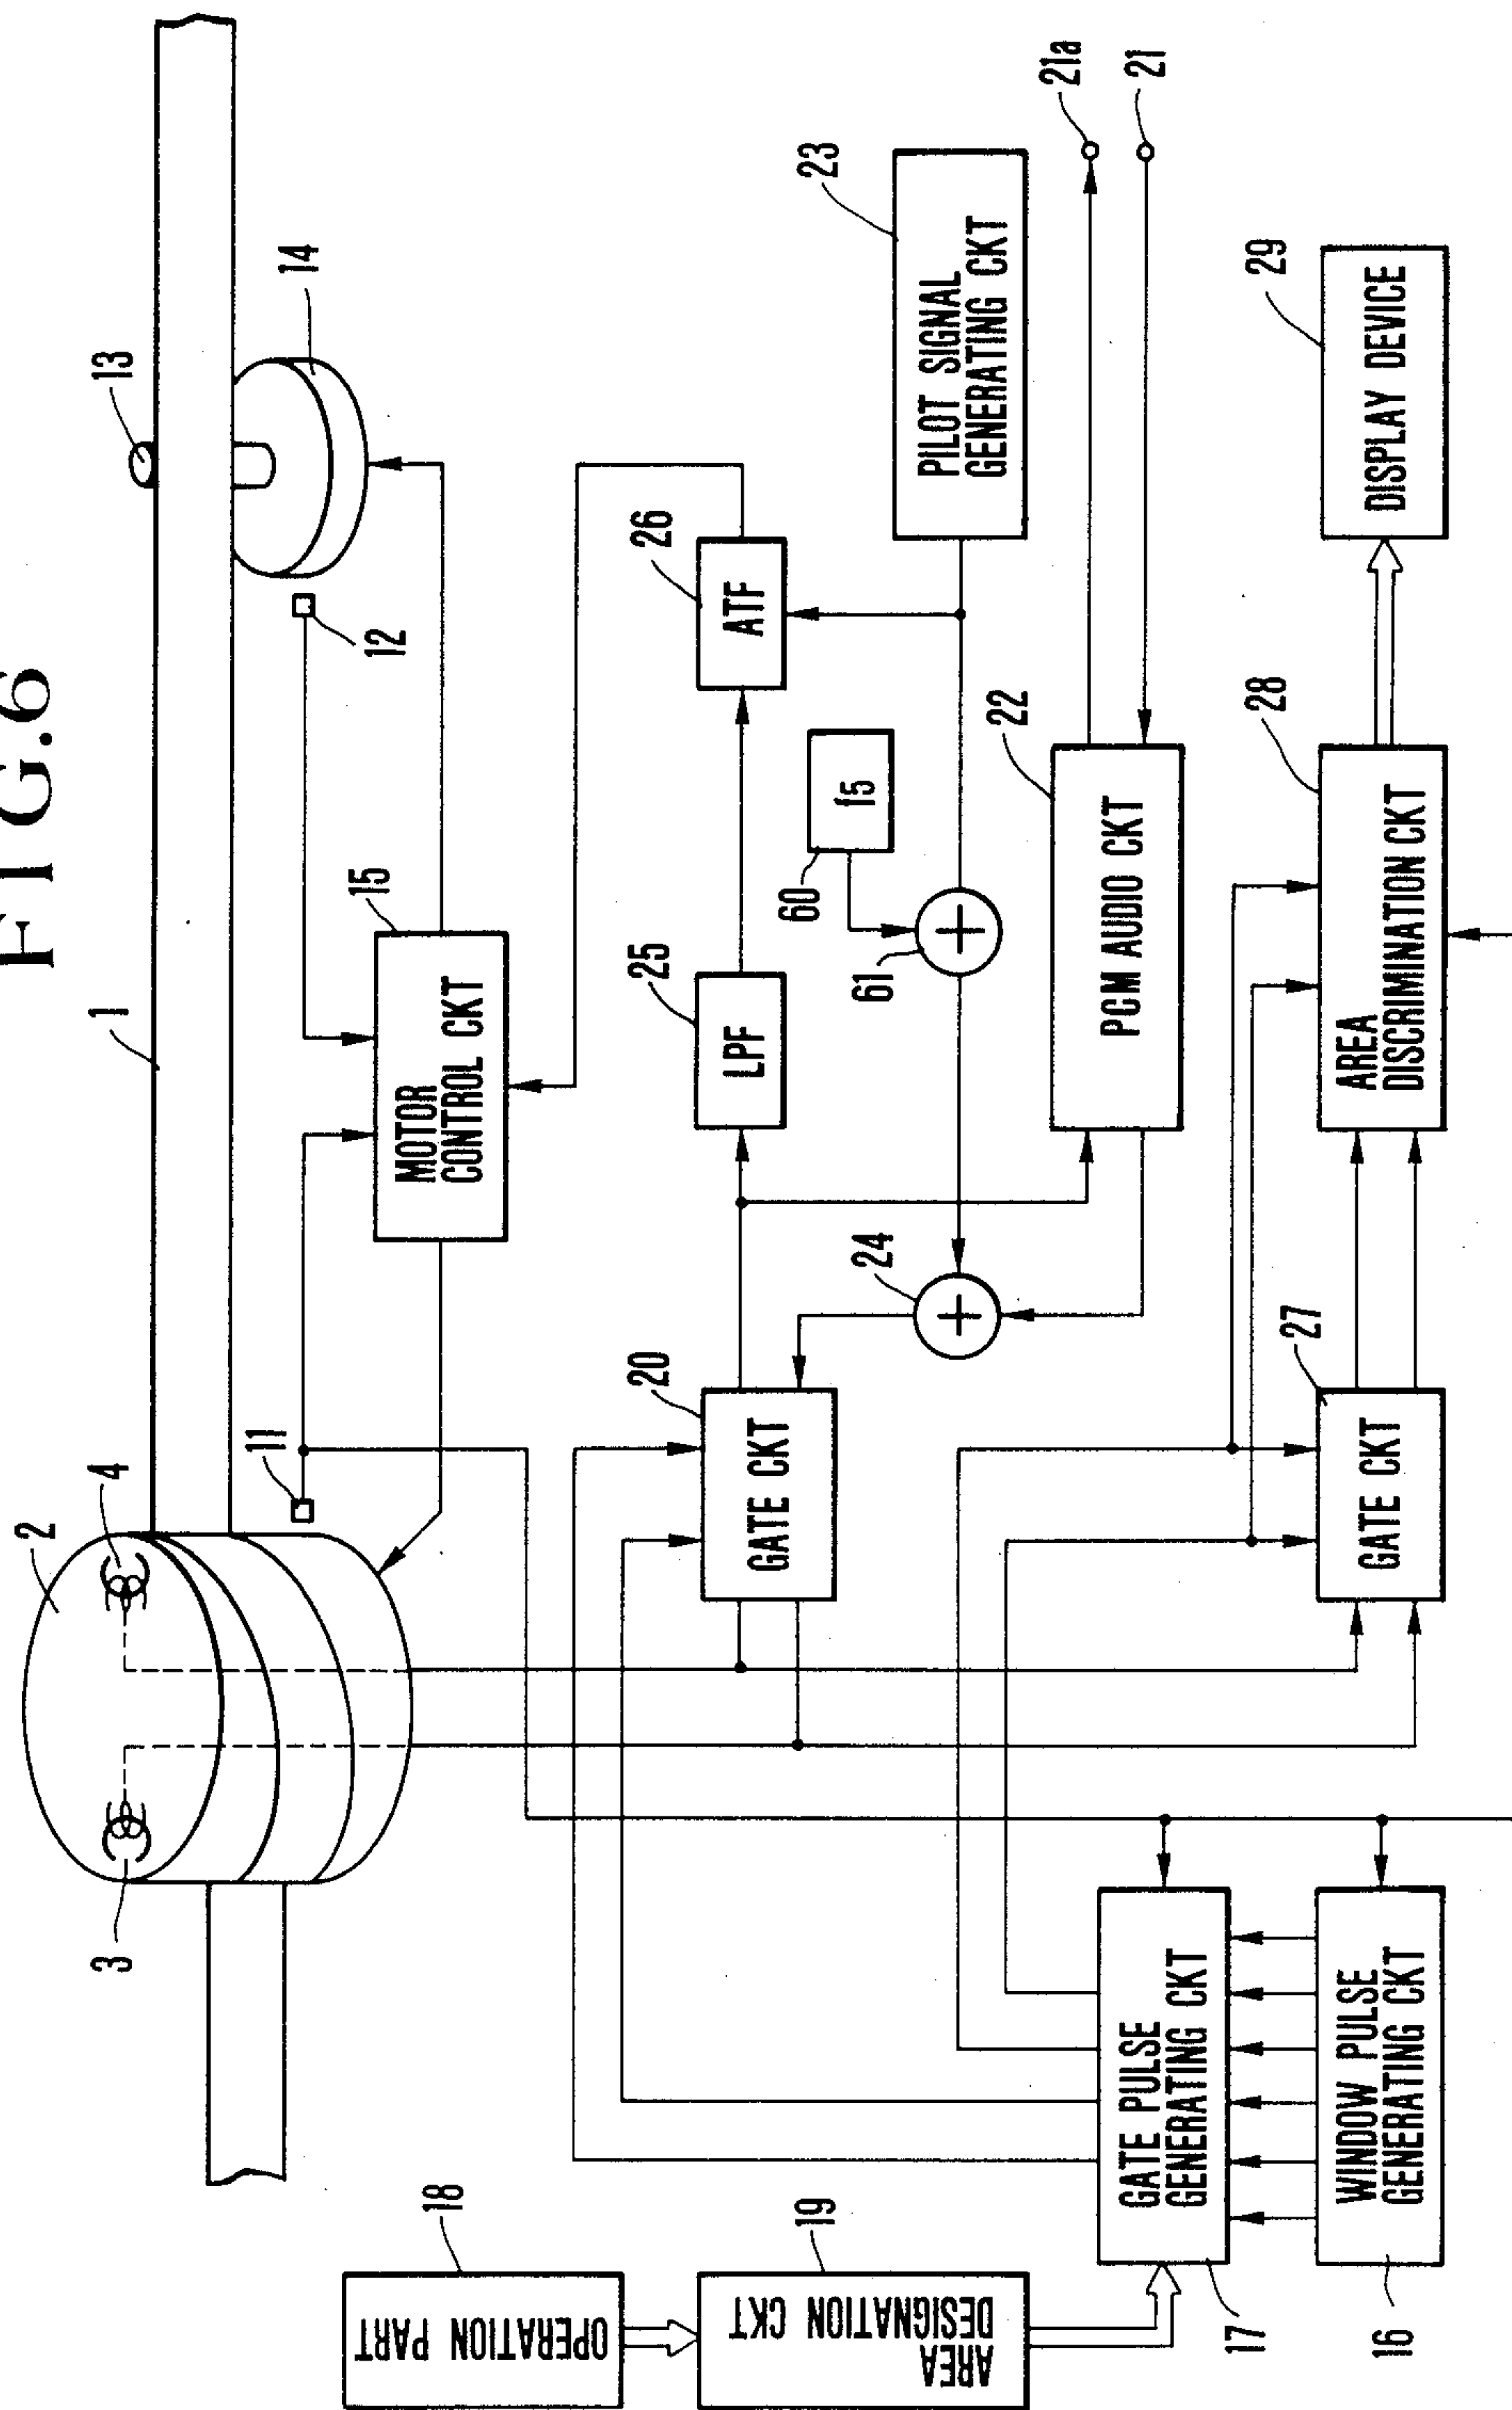 FIG.6
1
2
3
4
11
12
13
14
15
MOTOR
CONTROL CKT
18
OPERATION PART
19
AREA
DESIGNATION CKT
20
GATE CKT
25
LPF
26
ATF
23
PILOT SIGNAL
GENERATING CKT
60
f5
61
24
22
PCM AUDIO CKT
21a
21
17
GATE PULSE
GENERATING CKT
16
WINDOW PULSE
GENERATING CKT
27
GATE CKT
28
AREA
DISCRIMINATION CKT
29
DISPLAY DEVICE